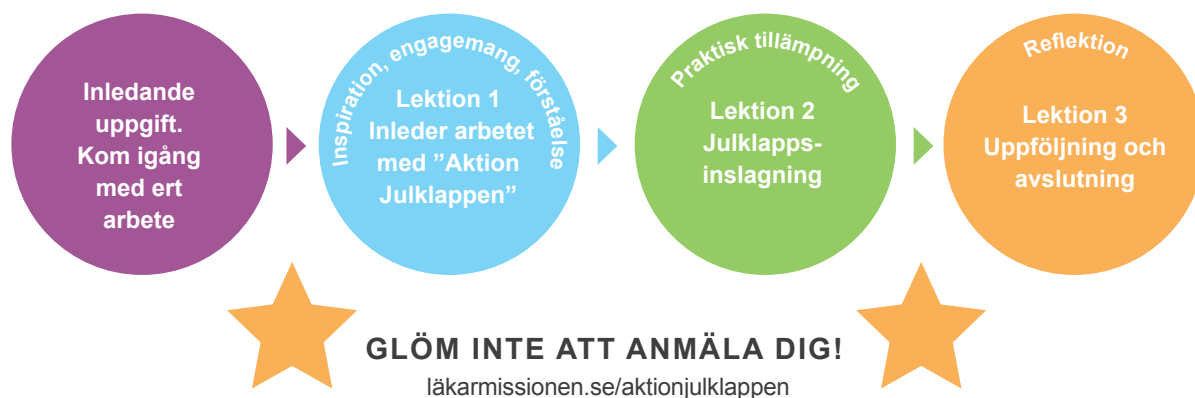 Inledande
uppgift.
Kom igång
med ert
arbete
Inspiration, engagemang, förståelse
Lektion 1
Inleder arbetet
med ”Aktion
Julklappen”
Praktisk tillämpning
Lektion 2
Julklapps-
inslagning
Reflektion
Lektion 3
Uppföljning och
avslutning
GLÖM INTE ATT ANMÄLA DIG!
läkarmissionen.se/aktionjulklappen